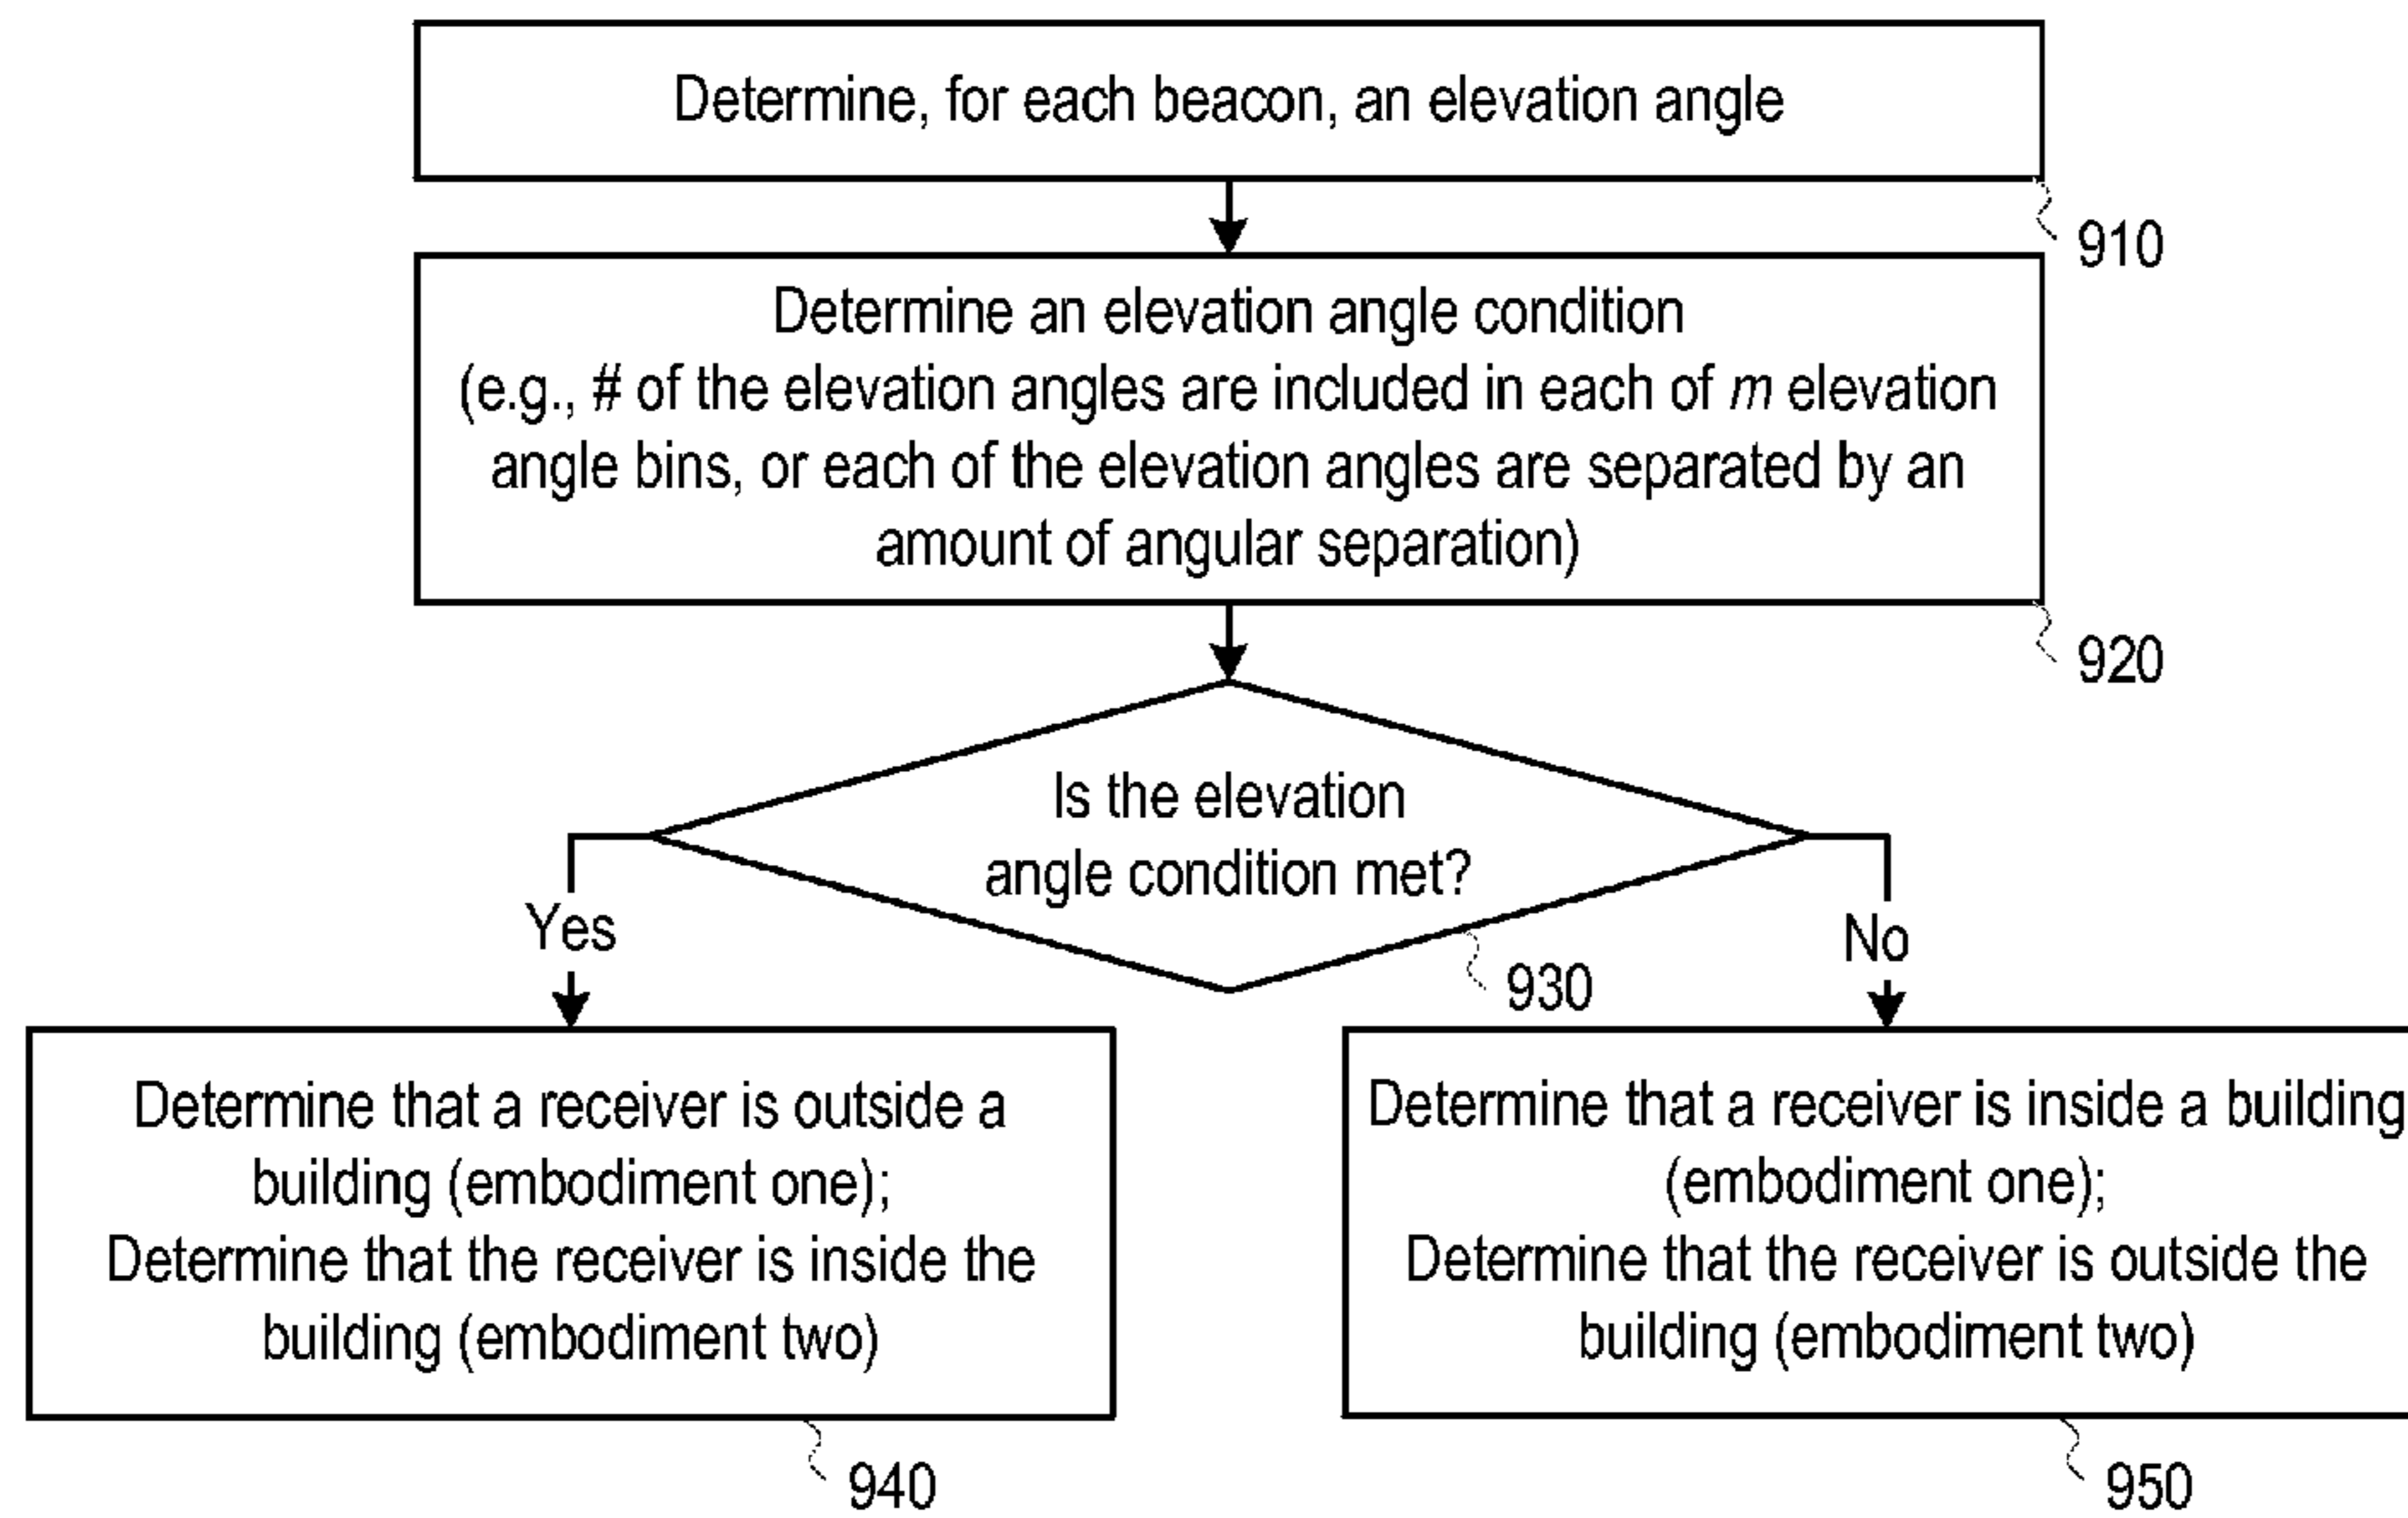 Determine, for each beacon, an elevation angle
910
Determine an elevation angle condition
(e.g., # of the elevation angles are included in each of m elevation
angle bins, or each of the elevation angles are separated by an
amount of angular separation)
920
Is the elevation
angle condition met?
930
Yes
No
Determine that a receiver is outside a
building (embodiment one);
Determine that the receiver is inside the
building (embodiment two)
940
Determine that a receiver is inside a building
(embodiment one);
Determine that the receiver is outside the
building (embodiment two)
950